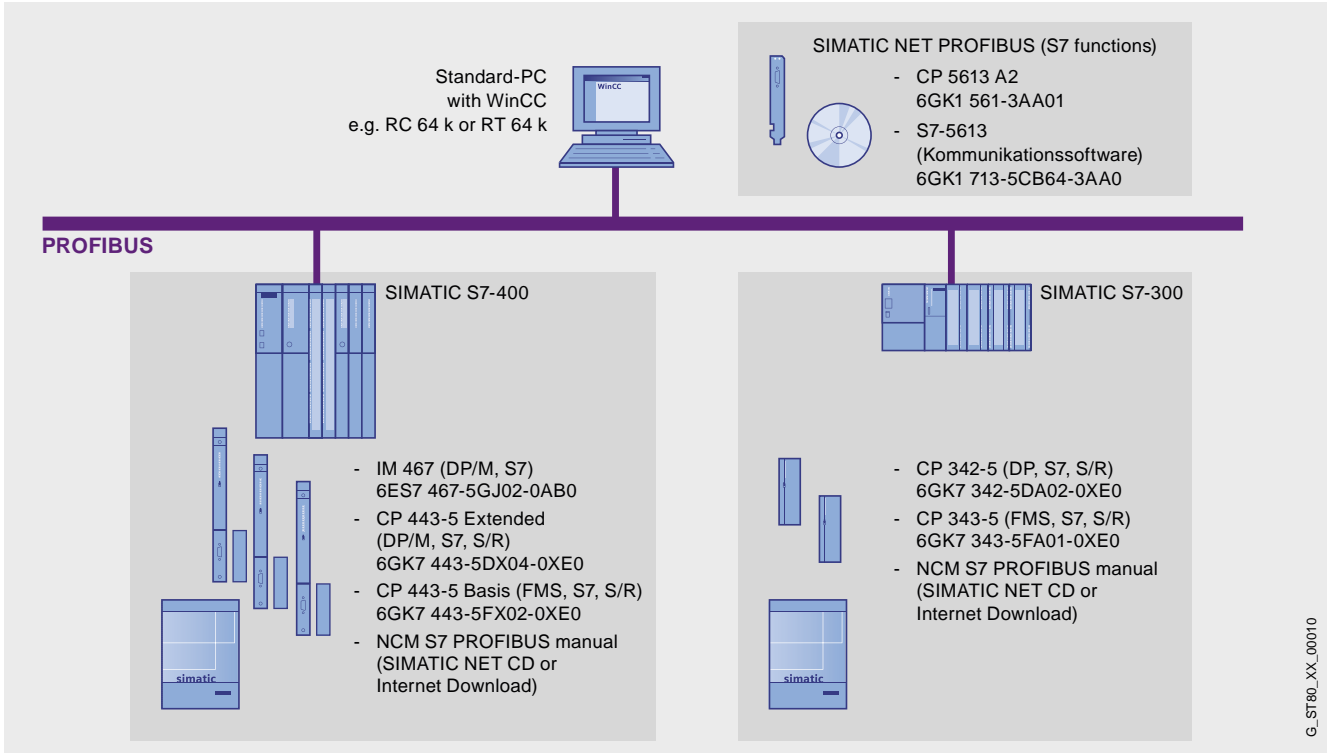 Standard-PC
with WinCC
e.g. RC 64 k or RT 64 k
WinCC
SIMATIC NET PROFIBUS (S7 functions)
- CP 5613 A2
6GK1 561-3AA01
- S7-5613
(Kommunikationssoftware)
6GK1 713-5CB64-3AA0
PROFIBUS
SIMATIC S7-400
- IM 467 (DP/M, S7)
6ES7 467-5GJ02-0AB0
- CP 443-5 Extended
(DP/M, S7, S/R)
6GK7 443-5DX04-0XE0
- CP 443-5 Basis (FMS, S7, S/R)
6GK7 443-5FX02-0XE0
- NCM S7 PROFIBUS manual
(SIMATIC NET CD or
Internet Download)
simatic
SIMATIC S7-300
- CP 342-5 (DP, S7, S/R)
6GK7 342-5DA02-0XE0
- CP 343-5 (FMS, S7, S/R)
6GK7 343-5FA01-0XE0
- NCM S7 PROFIBUS manual
(SIMATIC NET CD or
Internet Download)
simatic
G_ST80_XX_00010